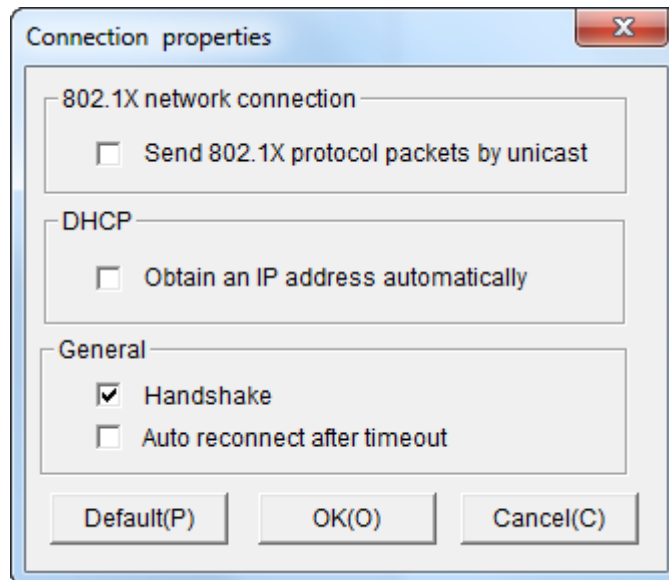 Connection properties
802.1X network connection
Send 802.1X protocol packets by unicast
DHCP
Obtain an IP address automatically
General
Handshake
Auto reconnect after timeout
Default(P) OK(O) Cancel(C)